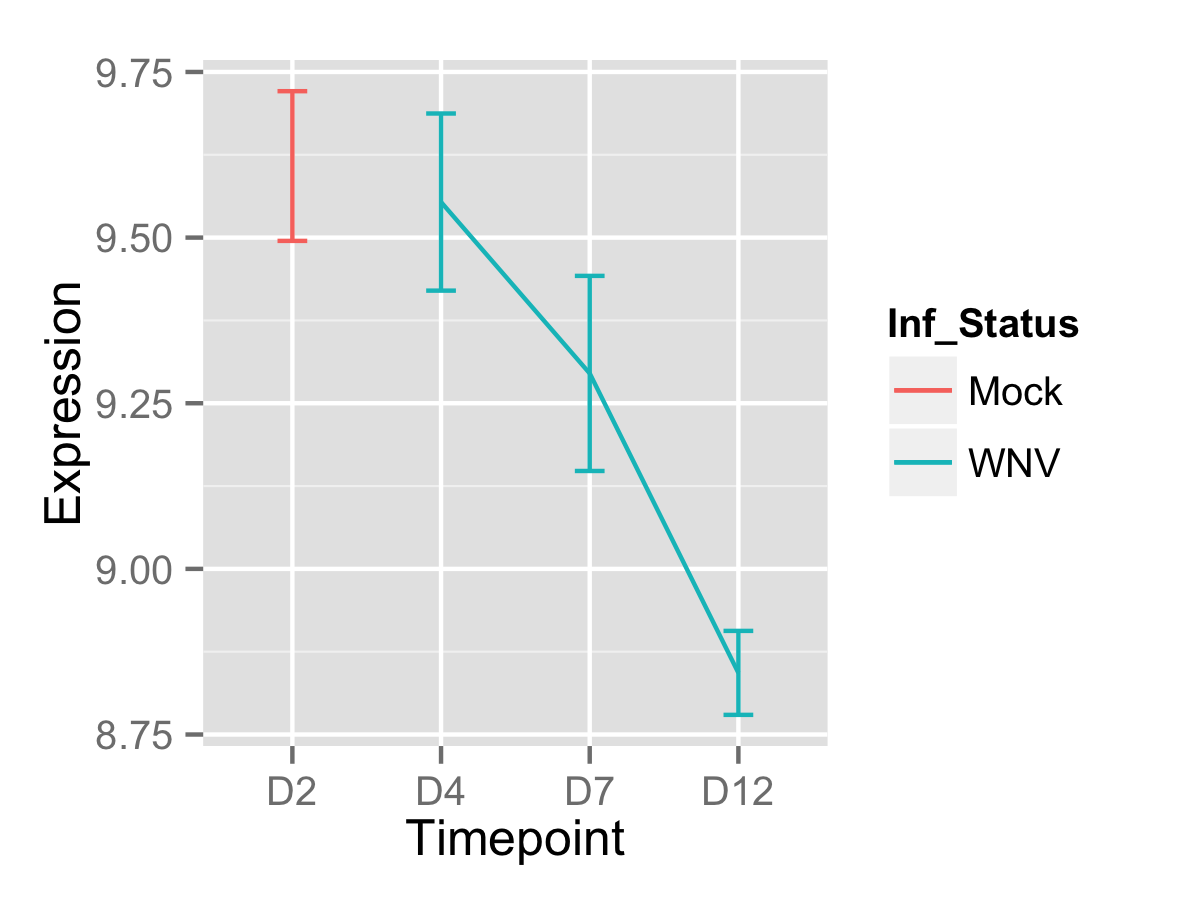 9.75
9.50
9.25
9.00
8.75
Expression
D2 D4 D7 D12
Timepoint
Inf_Status
Mock
WNV